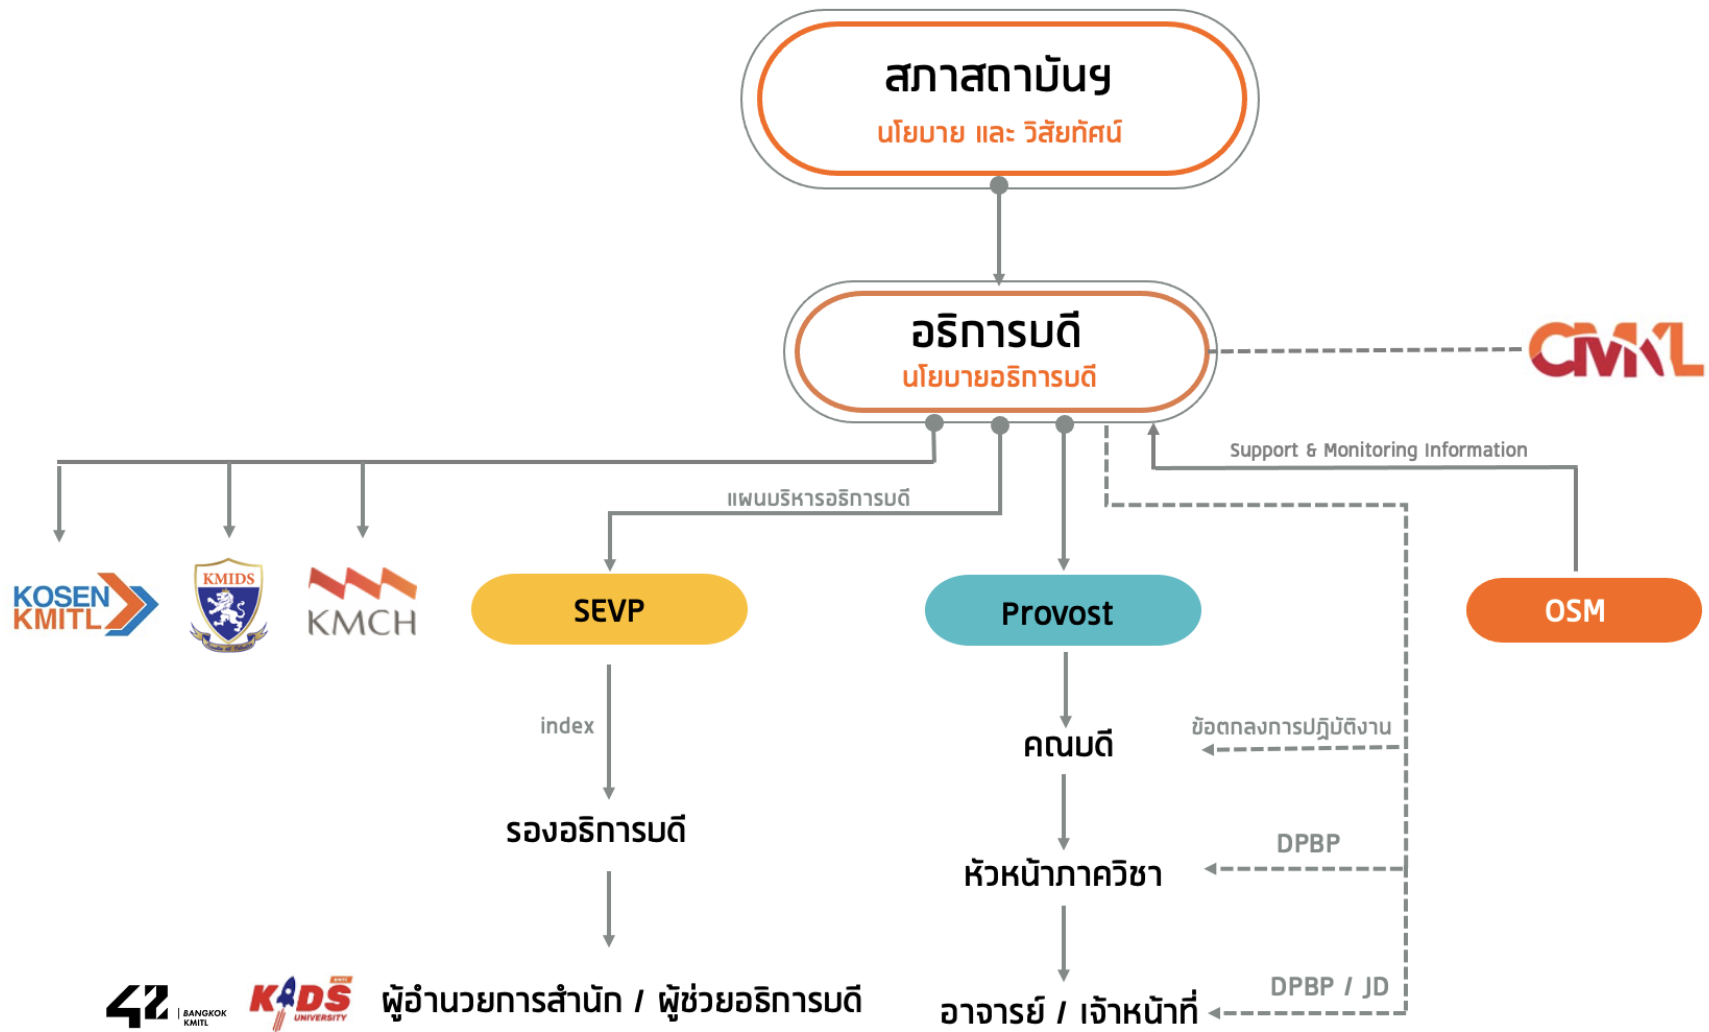 สภาสถาบันฯ
นโยบาย และ วิสัยทัศน์
อธิการบดี
นโยบายอธิการบดี
CMKL
Support & Monitoring Information
แผนบริหารอธิการบดี
KOSEN
KMITL
KMIDS
KMCH
SEVP
Provost
OSM
index
คณบดี
ข้อตกลงการปฏิบัติงาน
รองอธิการบดี
หัวหน้าภาควิชา
DPBP
42
BANGKOK
KMITL
KIDS
UNIVERSITY
ผู้อำนวยการสำนัก / ผู้ช่วยอธิการบดี
อาจารย์ / เจ้าหน้าที่
DPBP / JD